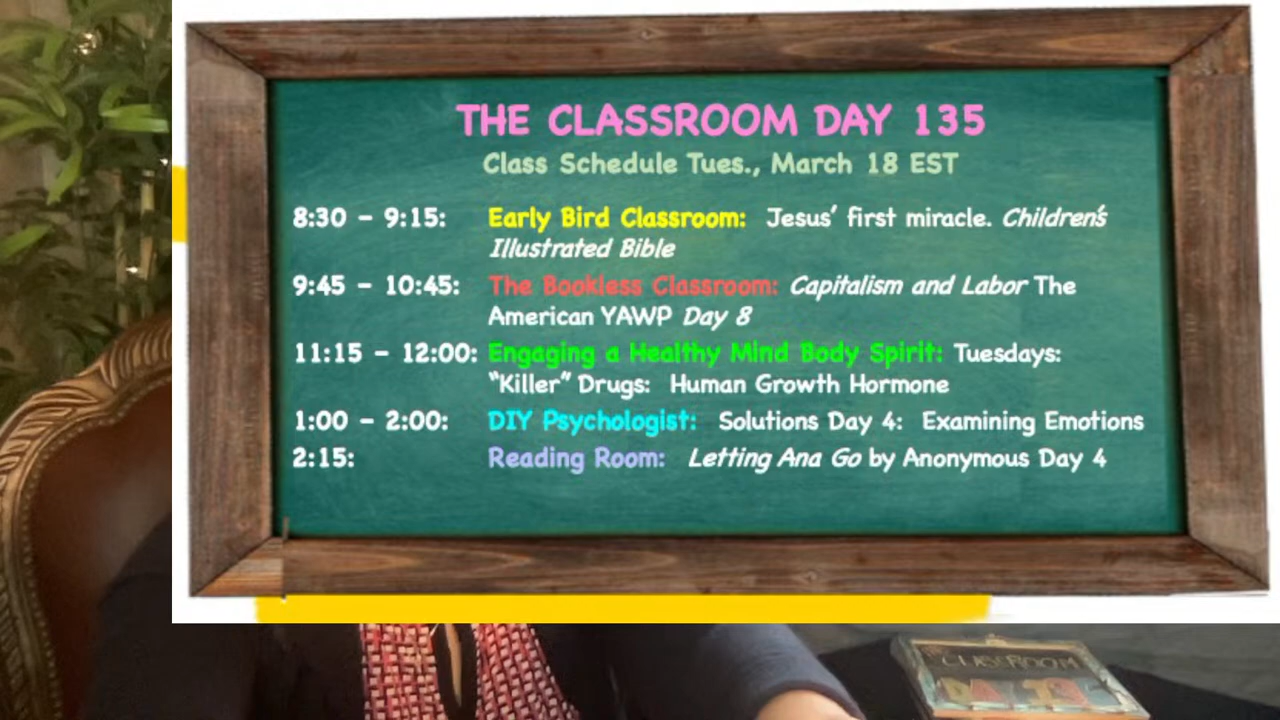 THE CLASSROOM DAY 135
Class Schedule Tues., March 18 EST
8:30 - 9:15: Early Bird Classroom: Jesus' first miracle. Children's
Illustrated Bible
9:45 - 10:45: The Bookless Classroom: Capitalism and Labor The
American YAWP Day 8
11:15 - 12:00: Engaging a Healthy Mind Body Spirit: Tuesdays:
"Killer" Drugs: Human Growth Hormone
1:00 - 2:00: DIY Psychologist: Solutions Day 4: Examining Emotions
2:15: Reading Room: Letting Ana Go by Anonymous Day 4
CLASSROOM